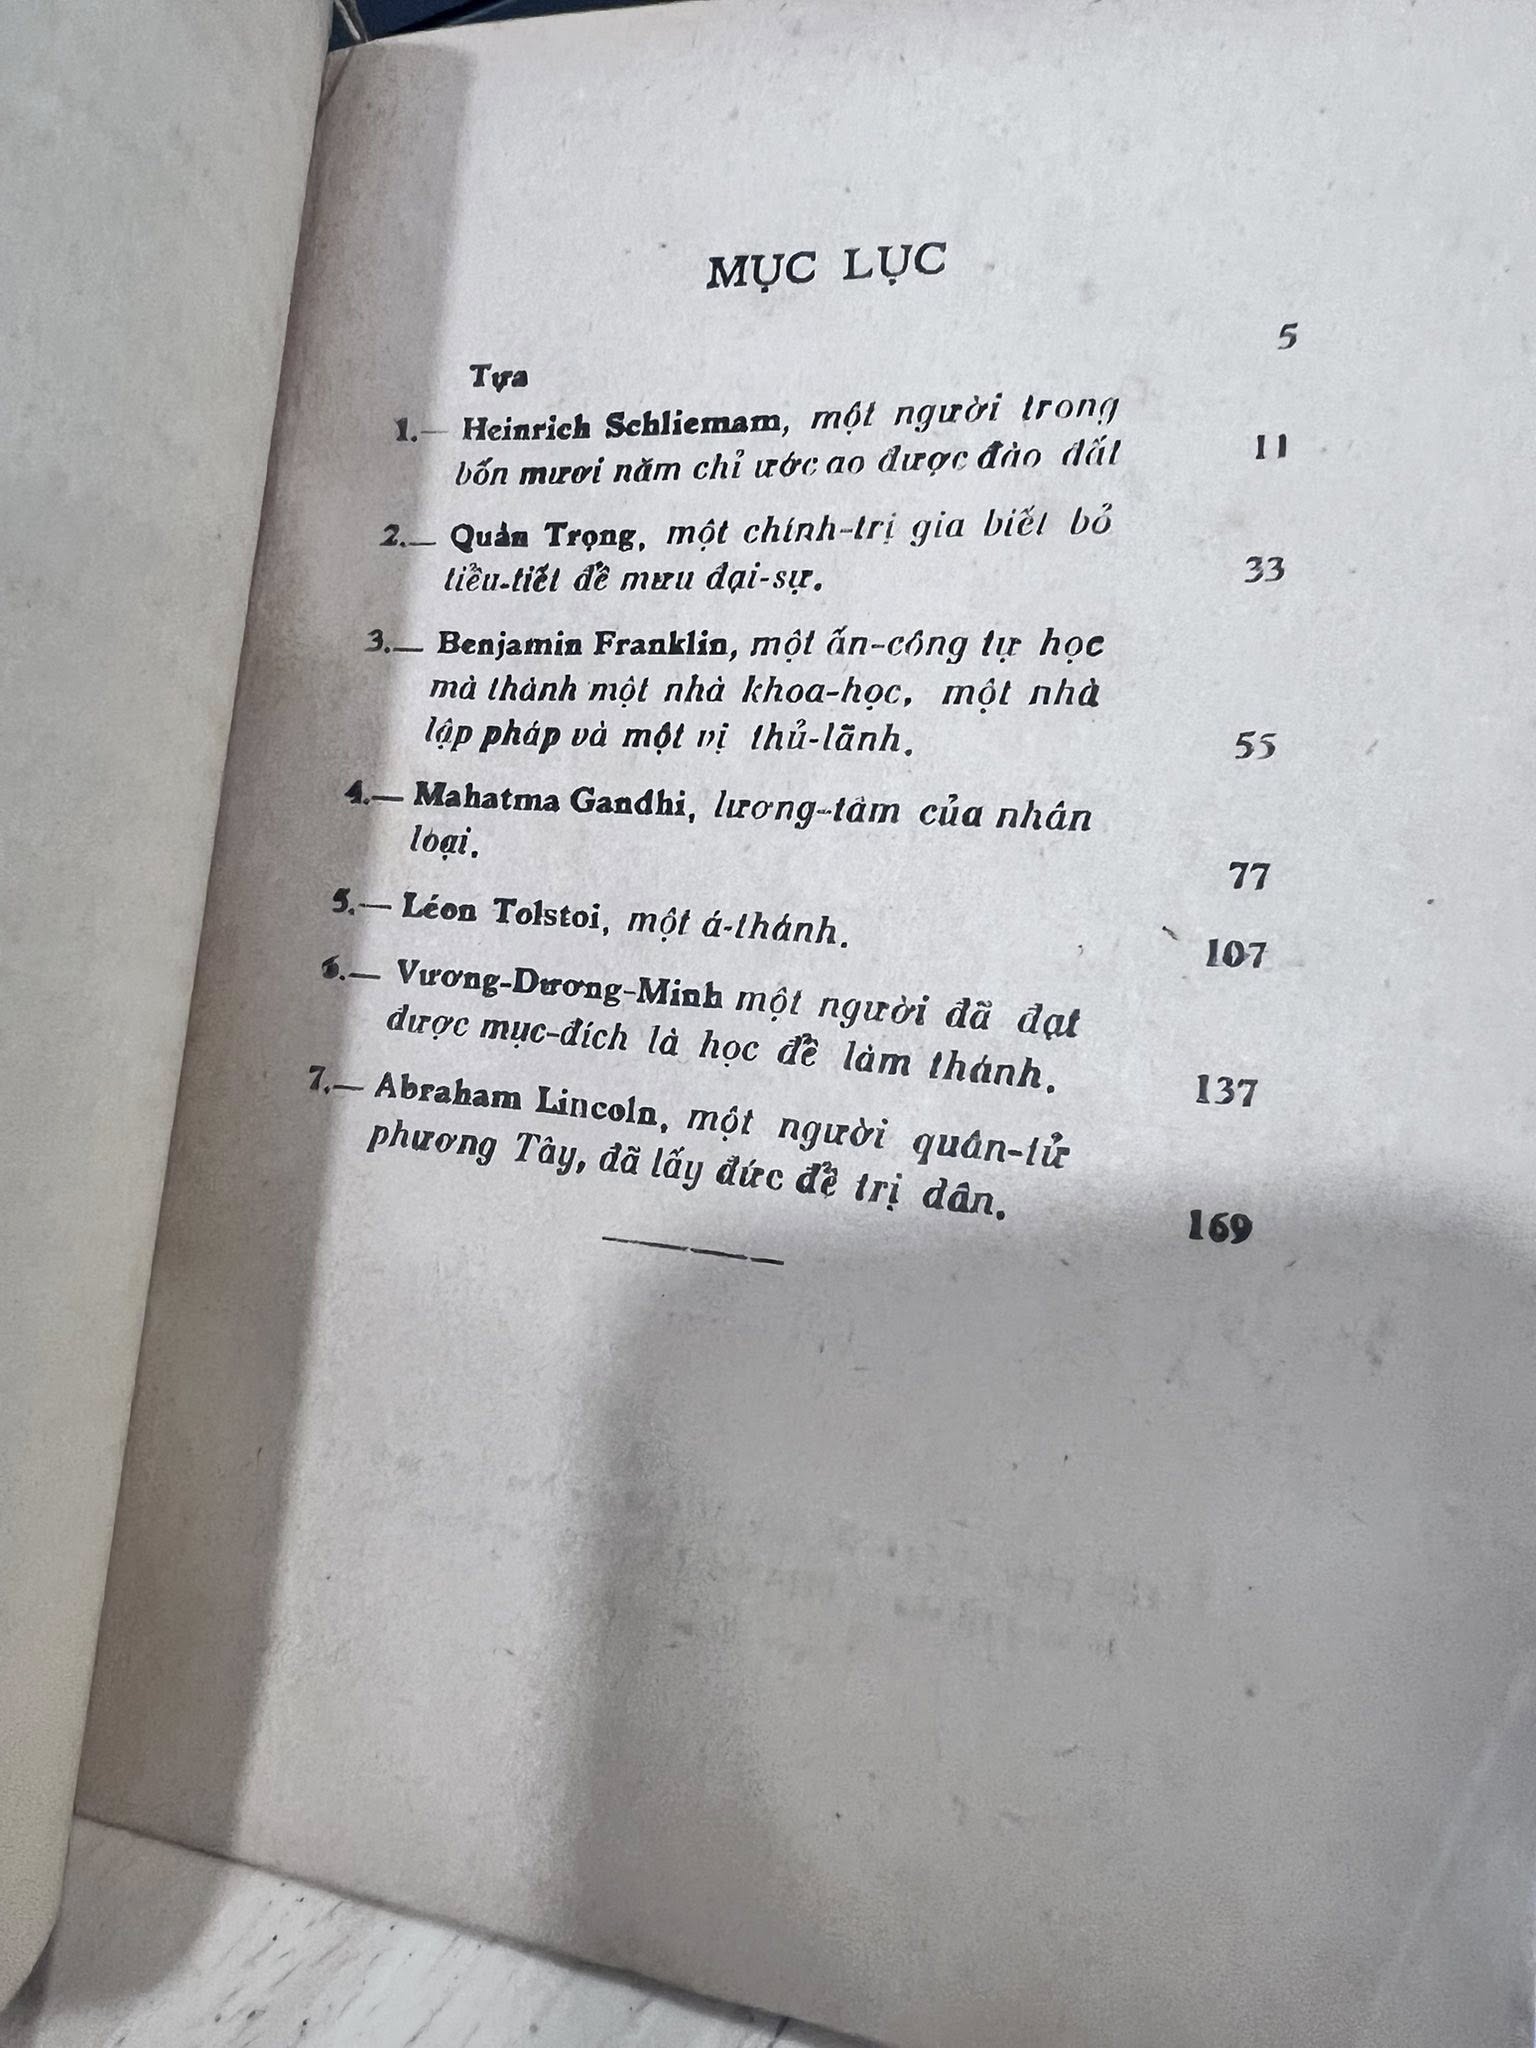 MỤC LỤC
Tựa 5
1.— Heinrich Schliemam, một người trong
bốn mươi năm chỉ ước ao được đào đất 11
2.— Quản Trọng, một chính-trị gia biết bỏ
tiểu-tiết để mưu đại-sự. 33
3.— Benjamin Franklin, một ấn-công tự học
mà thành một nhà khoa-học, một nhà
lập pháp và một vị thủ-lãnh. 55
4.— Mahatma Gandhi, lương-tâm của nhân
loại. 77
5.— Léon Tolstoi, một á-thánh. 107
6.— Vương-Dương-Minh một người đã đạt
được mục-đích là học để làm thánh. 137
7.— Abraham Lincoln, một người quân-tử
phương Tây, đã lấy đức để trị dân. 169